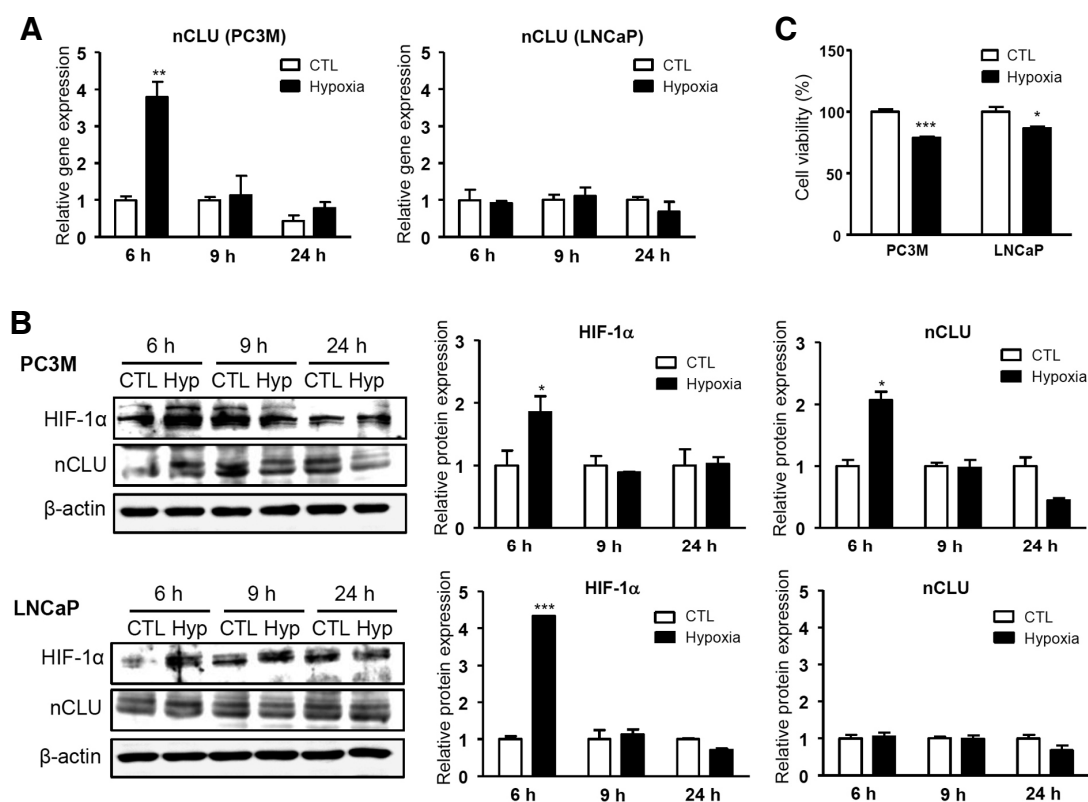 A
nCLU (PC3M)
Relative gene expression
5
4
3
2
1
0
CTL
Hypoxia
**
6 h
9 h
24 h
nCLU (LNCaP)
Relative gene expression
5
4
3
2
1
0
CTL
Hypoxia
6 h
9 h
24 h
C
Cell viability (%)
150
100
50
0
CTL
Hypoxia
***
*
PC3M
LNCaP
B
PC3M
6 h 9 h 24 h
CTL Hyp CTL Hyp CTL Hyp
HIF-1α
nCLU
β-actin
HIF-1α
Relative protein expression
3
2
1
0
CTL
Hypoxia
*
6 h
9 h
24 h
nCLU
Relative protein expression
3
2
1
0
CTL
Hypoxia
*
6 h
9 h
24 h
LNCaP
6 h 9 h 24 h
CTL Hyp CTL Hyp CTL Hyp
HIF-1α
nCLU
β-actin
HIF-1α
Relative protein expression
5
4
3
2
1
0
CTL
Hypoxia
***
6 h
9 h
24 h
nCLU
Relative protein expression
5
4
3
2
1
0
CTL
Hypoxia
6 h
9 h
24 h